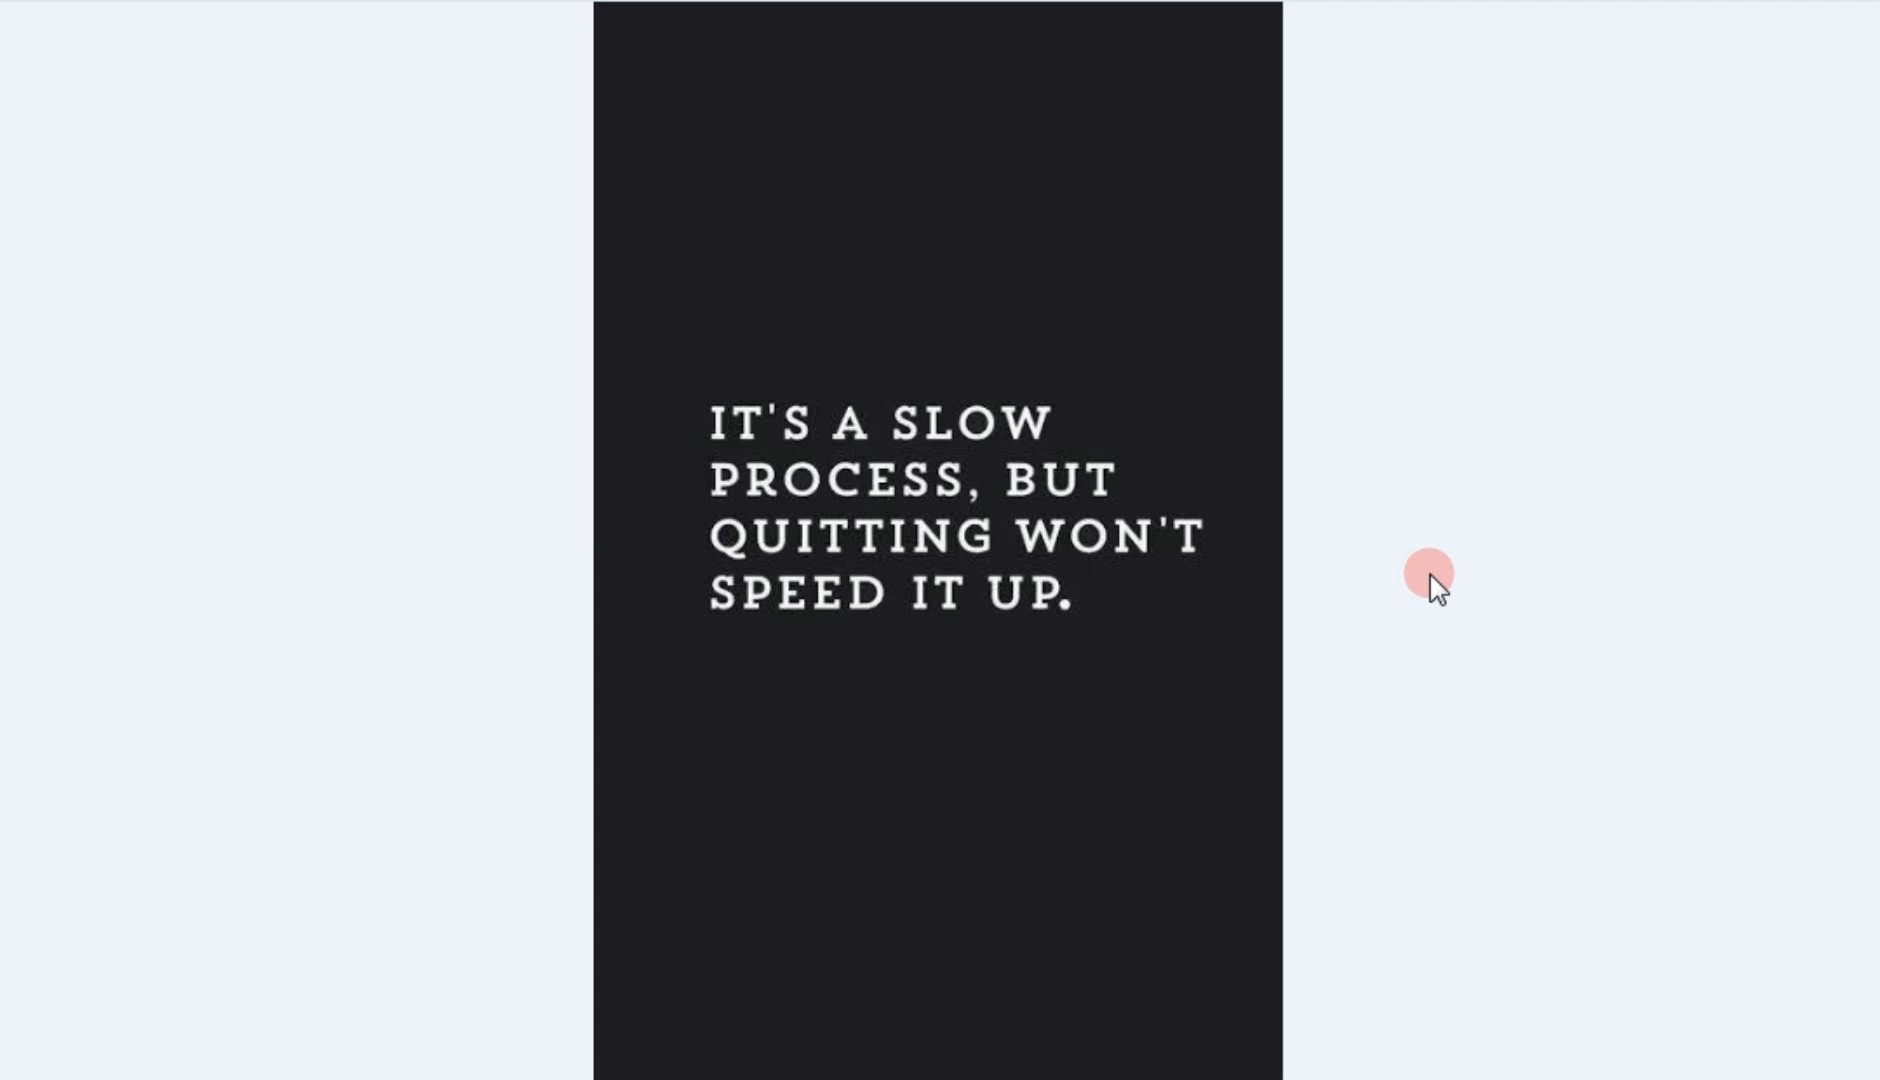 IT'S A SLOW
PROCESS, BUT
QUITTING WON'T
SPEED IT UP.